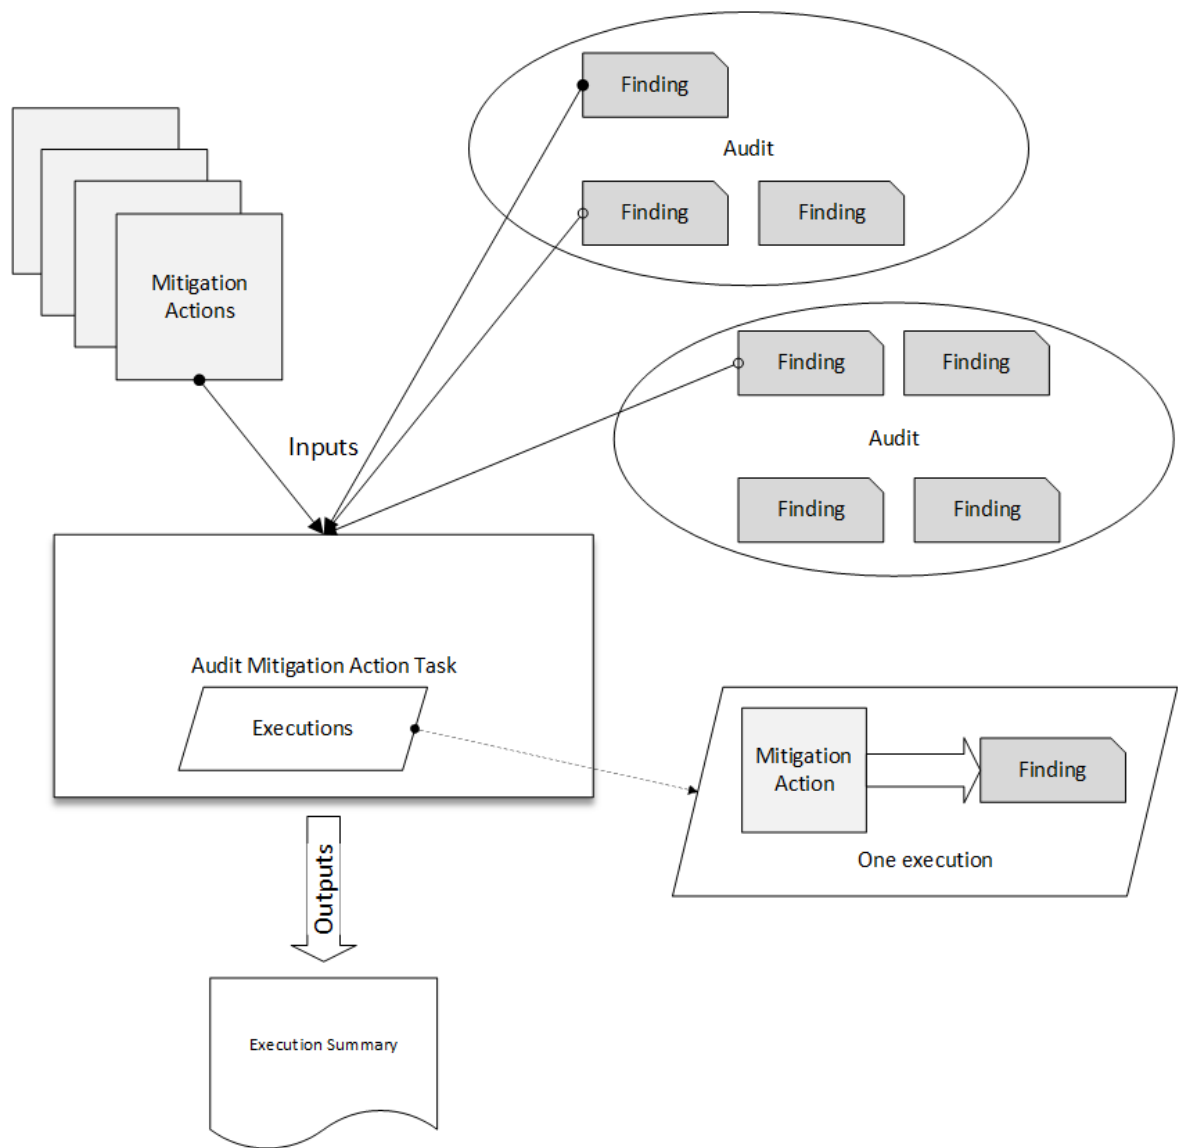 Finding
Audit
Finding
Finding
Mitigation
Actions
Finding
Finding
Audit
Inputs
Finding
Finding
Audit Mitigation Action Task
Executions
Mitigation
Action
Finding
One execution
Outputs
Execution Summary